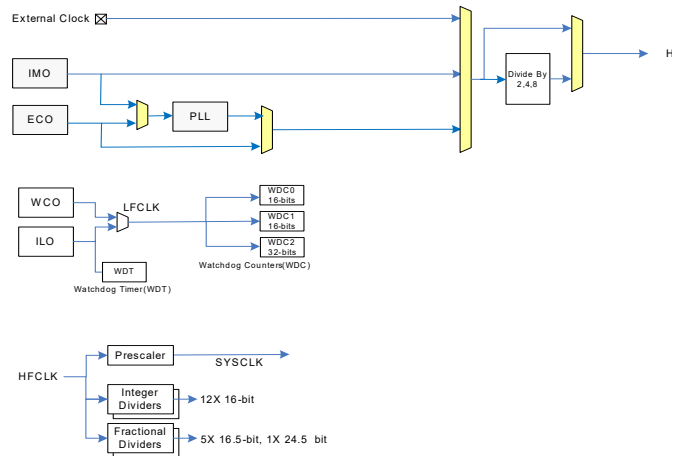 External Clock
IMO
ECO
PLL
Divide By
2,4,8
H
WCO
ILO
LFCLK
WDT
Watchdog Timer(WDT)
WDC0
16-bits
WDC1
16-bits
WDC2
32-bits
Watchdog Counters(WDC)
HFCLK
Prescaler
SYSCLK
Integer
Dividers
12X 16-bit
Fractional
Dividers
5X 16.5-bit, 1X 24.5 bit